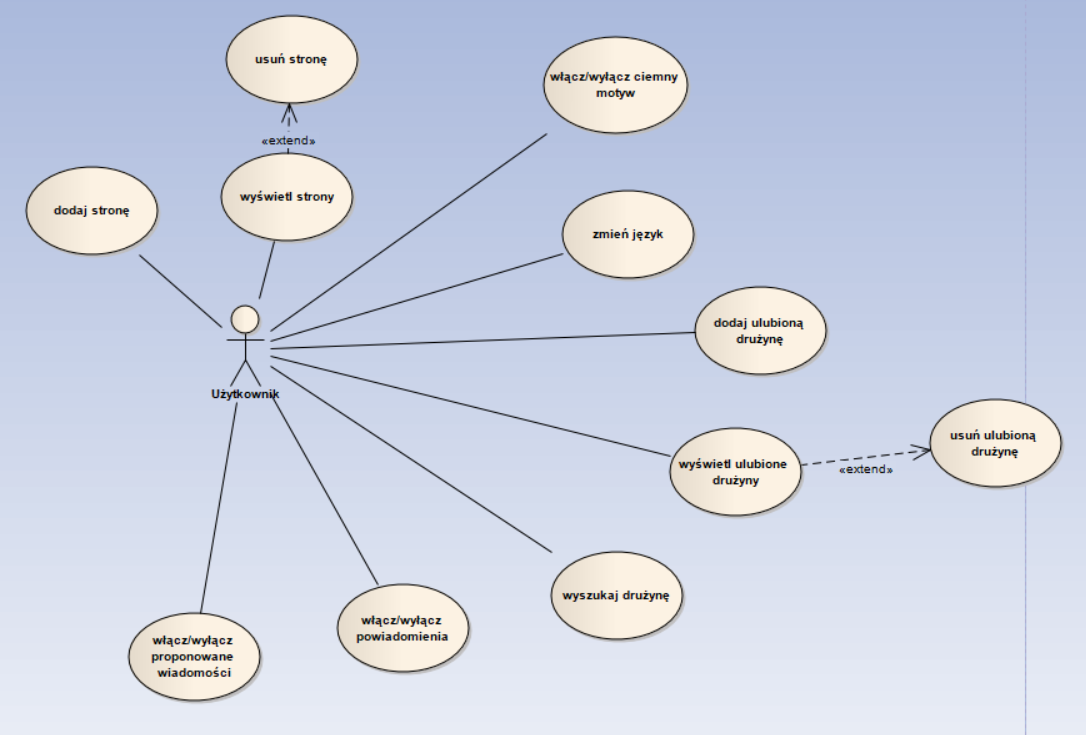 usuń stronę
włącz/wyłącz ciemny
motyw
«extend»
dodaj stronę
wyświetl strony
zmień język
dodaj ulubioną
drużynę
Użytkownik
usuń ulubioną
drużynę
wyświetl ulubione
drużyny
«extend»
wyszukaj drużynę
włącz/wyłącz
powiadomienia
włącz/wyłącz
proponowane
wiadomości